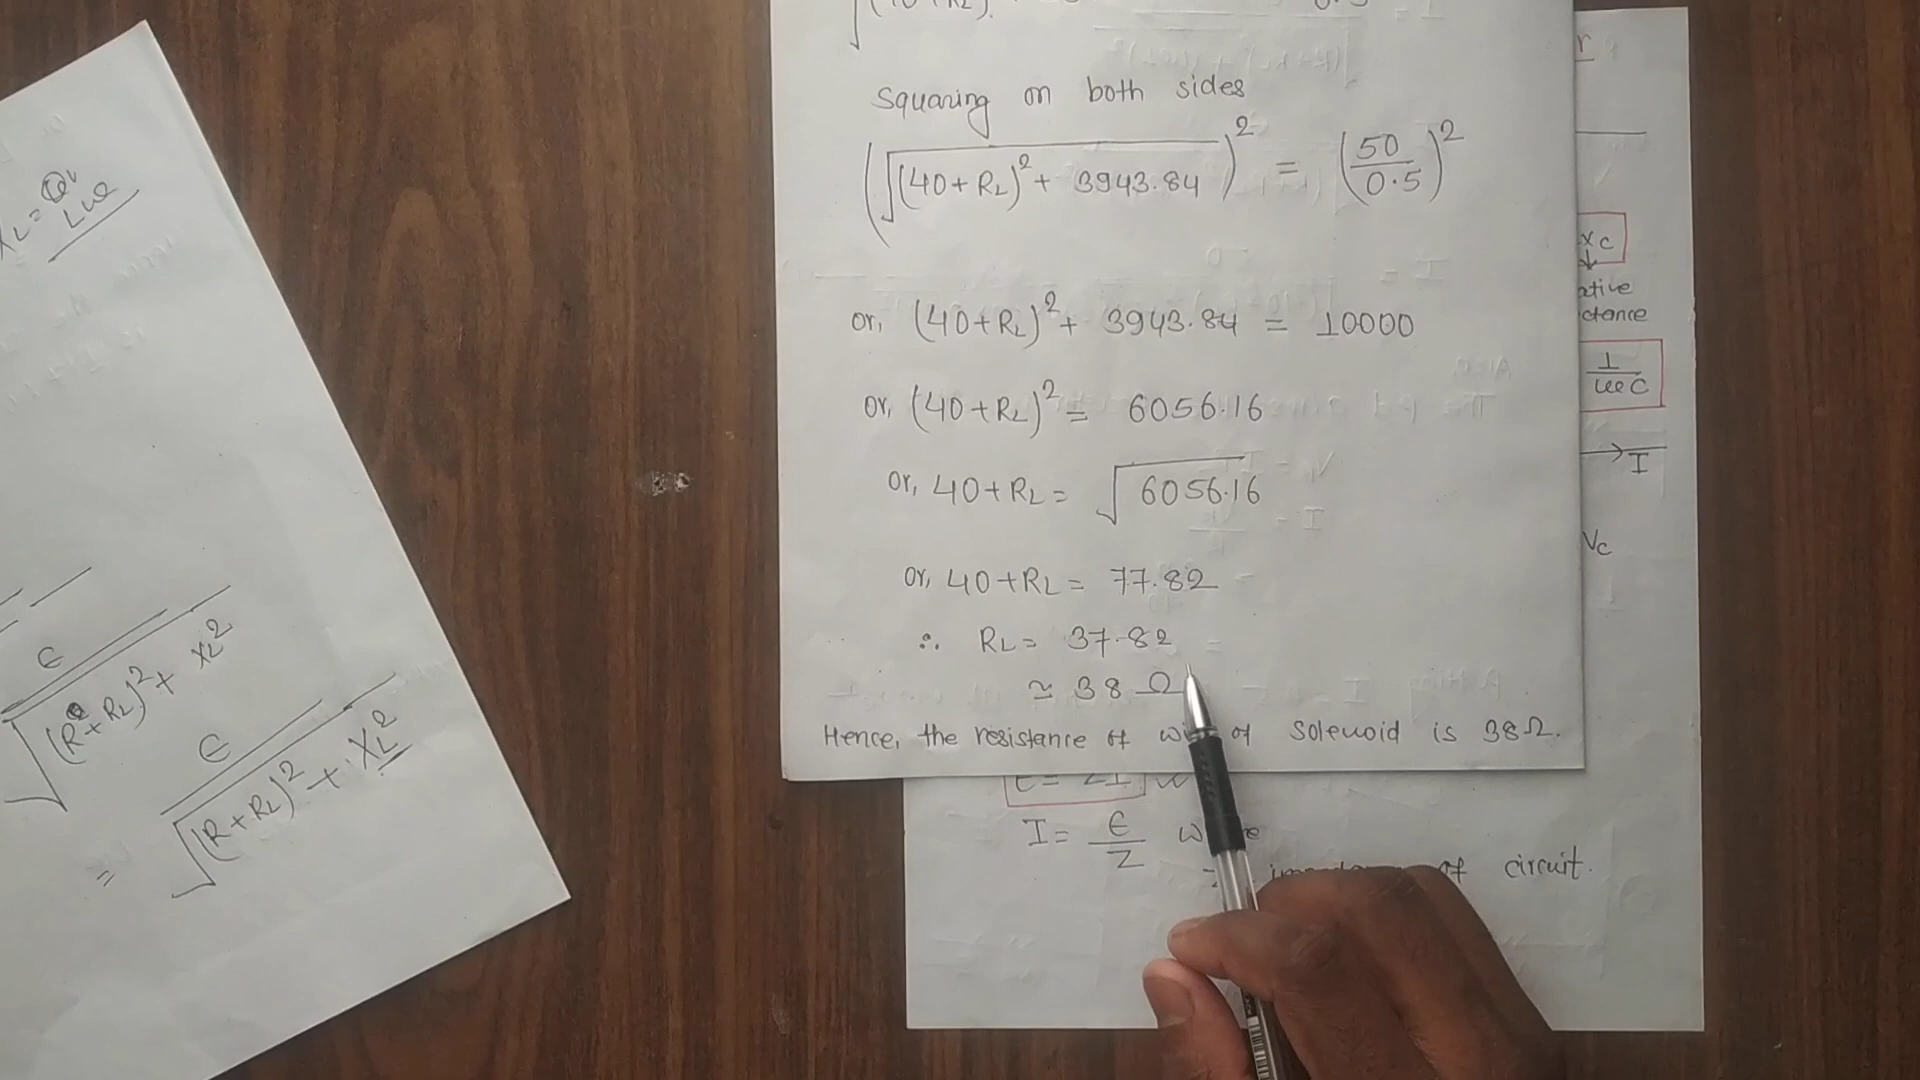 Squaring on both sides
(√(40+RL)²+ 3943.84)² = (50/0.5)²
or, (40+RL)²+ 3943.84 = 10000
or, (40+RL)²= 6056.16
or, 40+RL= √6056.16
or, 40+RL= 77.82
∴ RL= 37.82
≃ 38 Ω
Hence, the resistance of of Solenoid is 38Ω.
I= ϵ/Z
of circuit.
XL=
Lω
ϵ
√(R+RL)²+ XL²
= ϵ/√(R+RL)²+ XL²
r
Xc
↓
1/ωC
→ I
Vc